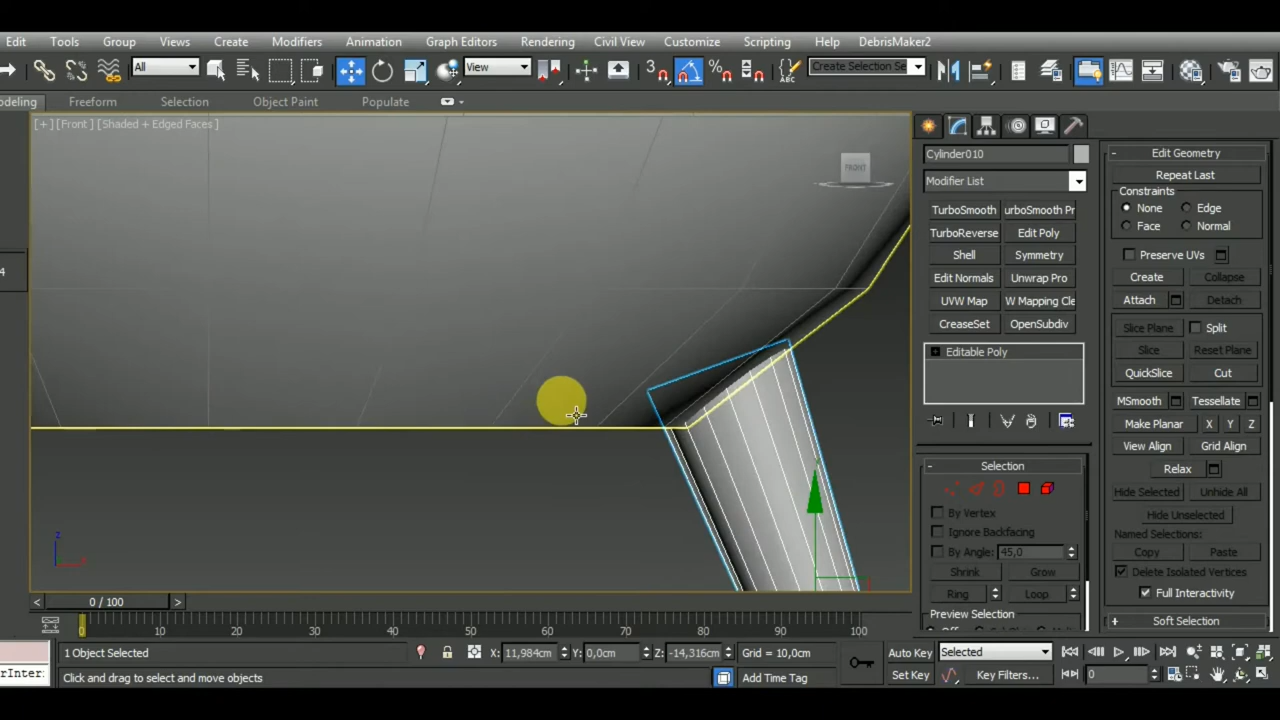 Edit Tools Group Views Create Modifiers Animation Graph Editors Rendering Civil View Customize Scripting Help DebrisMaker2
All View 3 % ABC Create Selection Se
odeling Freeform Selection Object Paint Populate
[+] [Front] [Shaded + Edged Faces]
FRONT
4
z
0 / 100
0 10 20 30 40 50 60 70 80 90 100
Cylinder010
Modifier List
TurboSmooth urboSmooth Pr
TurboReverse Edit Poly
Shell Symmetry
Edit Normals Unwrap Pro
UVW Map W Mapping Cle
CreaseSet OpenSubdiv
Editable Poly
Selection
By Vertex
Ignore Backfacing
By Angle: 45,0
Shrink Grow
Ring Loop
Preview Selection
Edit Geometry
Repeat Last
Constraints
None Edge
Face Normal
Preserve UVs
Create Collapse
Attach Detach
Slice Plane Split
Slice Reset Plane
QuickSlice Cut
MSmooth Tessellate
Make Planar X Y Z
View Align Grid Align
Relax
Hide Selected Unhide All
Hide Unselected
Named Selections:
Copy Paste
Delete Isolated Vertices
Full Interactivity
Soft Selection
1 Object Selected X: 11,984cm Y: 0,0cm Z: -14,316cm Grid = 10,0cm Auto Key Selected
rInter: Click and drag to select and move objects Add Time Tag Set Key Key Filters... 0